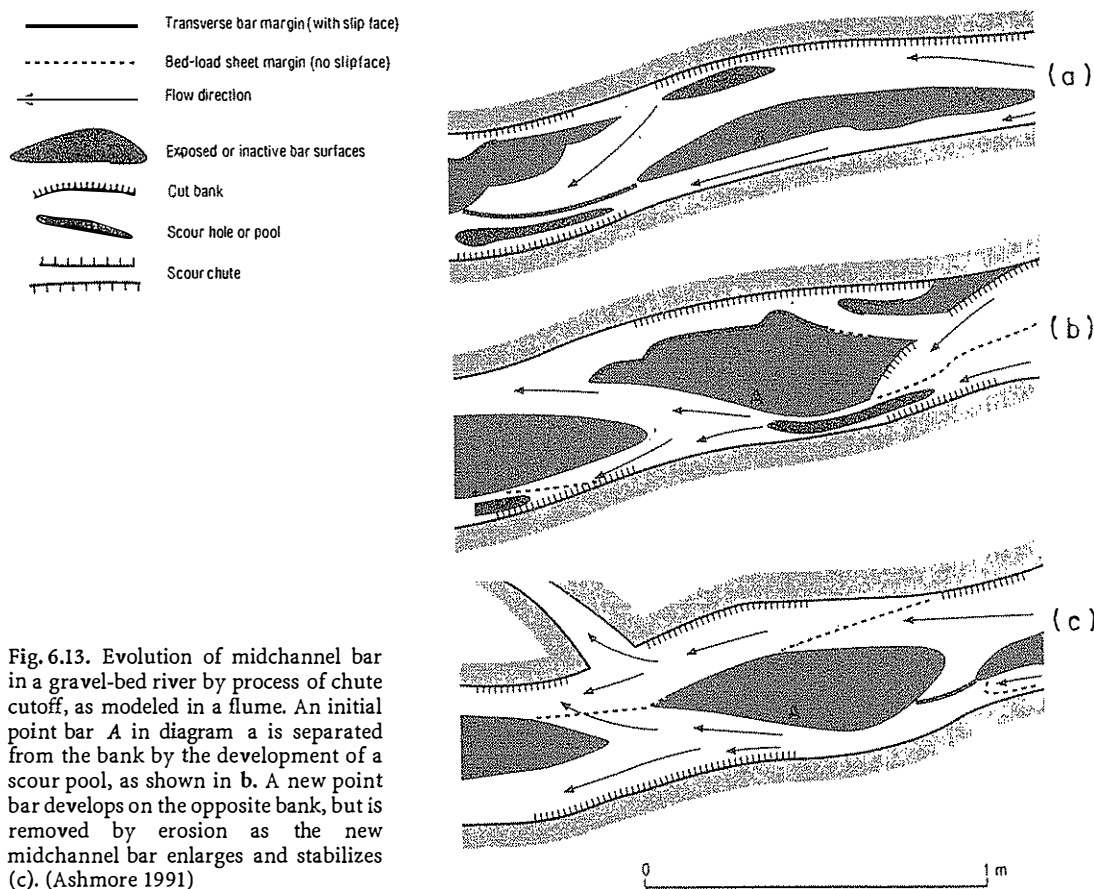 Transverse bar margin (with slip face)
Bed-load sheet margin (no slipface)
Flow direction
Exposed or inactive bar surfaces
Cut bank
Scour hole or pool
Scour chute
(a)
A
(b)
A
(c)
A
Fig. 6.13. Evolution of midchannel bar
in a gravel-bed river by process of chute
cutoff, as modeled in a flume. An initial
point bar A in diagram a is separated
from the bank by the development of a
scour pool, as shown in b. A new point
bar develops on the opposite bank, but is
removed by erosion as the new
midchannel bar enlarges and stabilizes
(c). (Ashmore 1991)
0 1 m